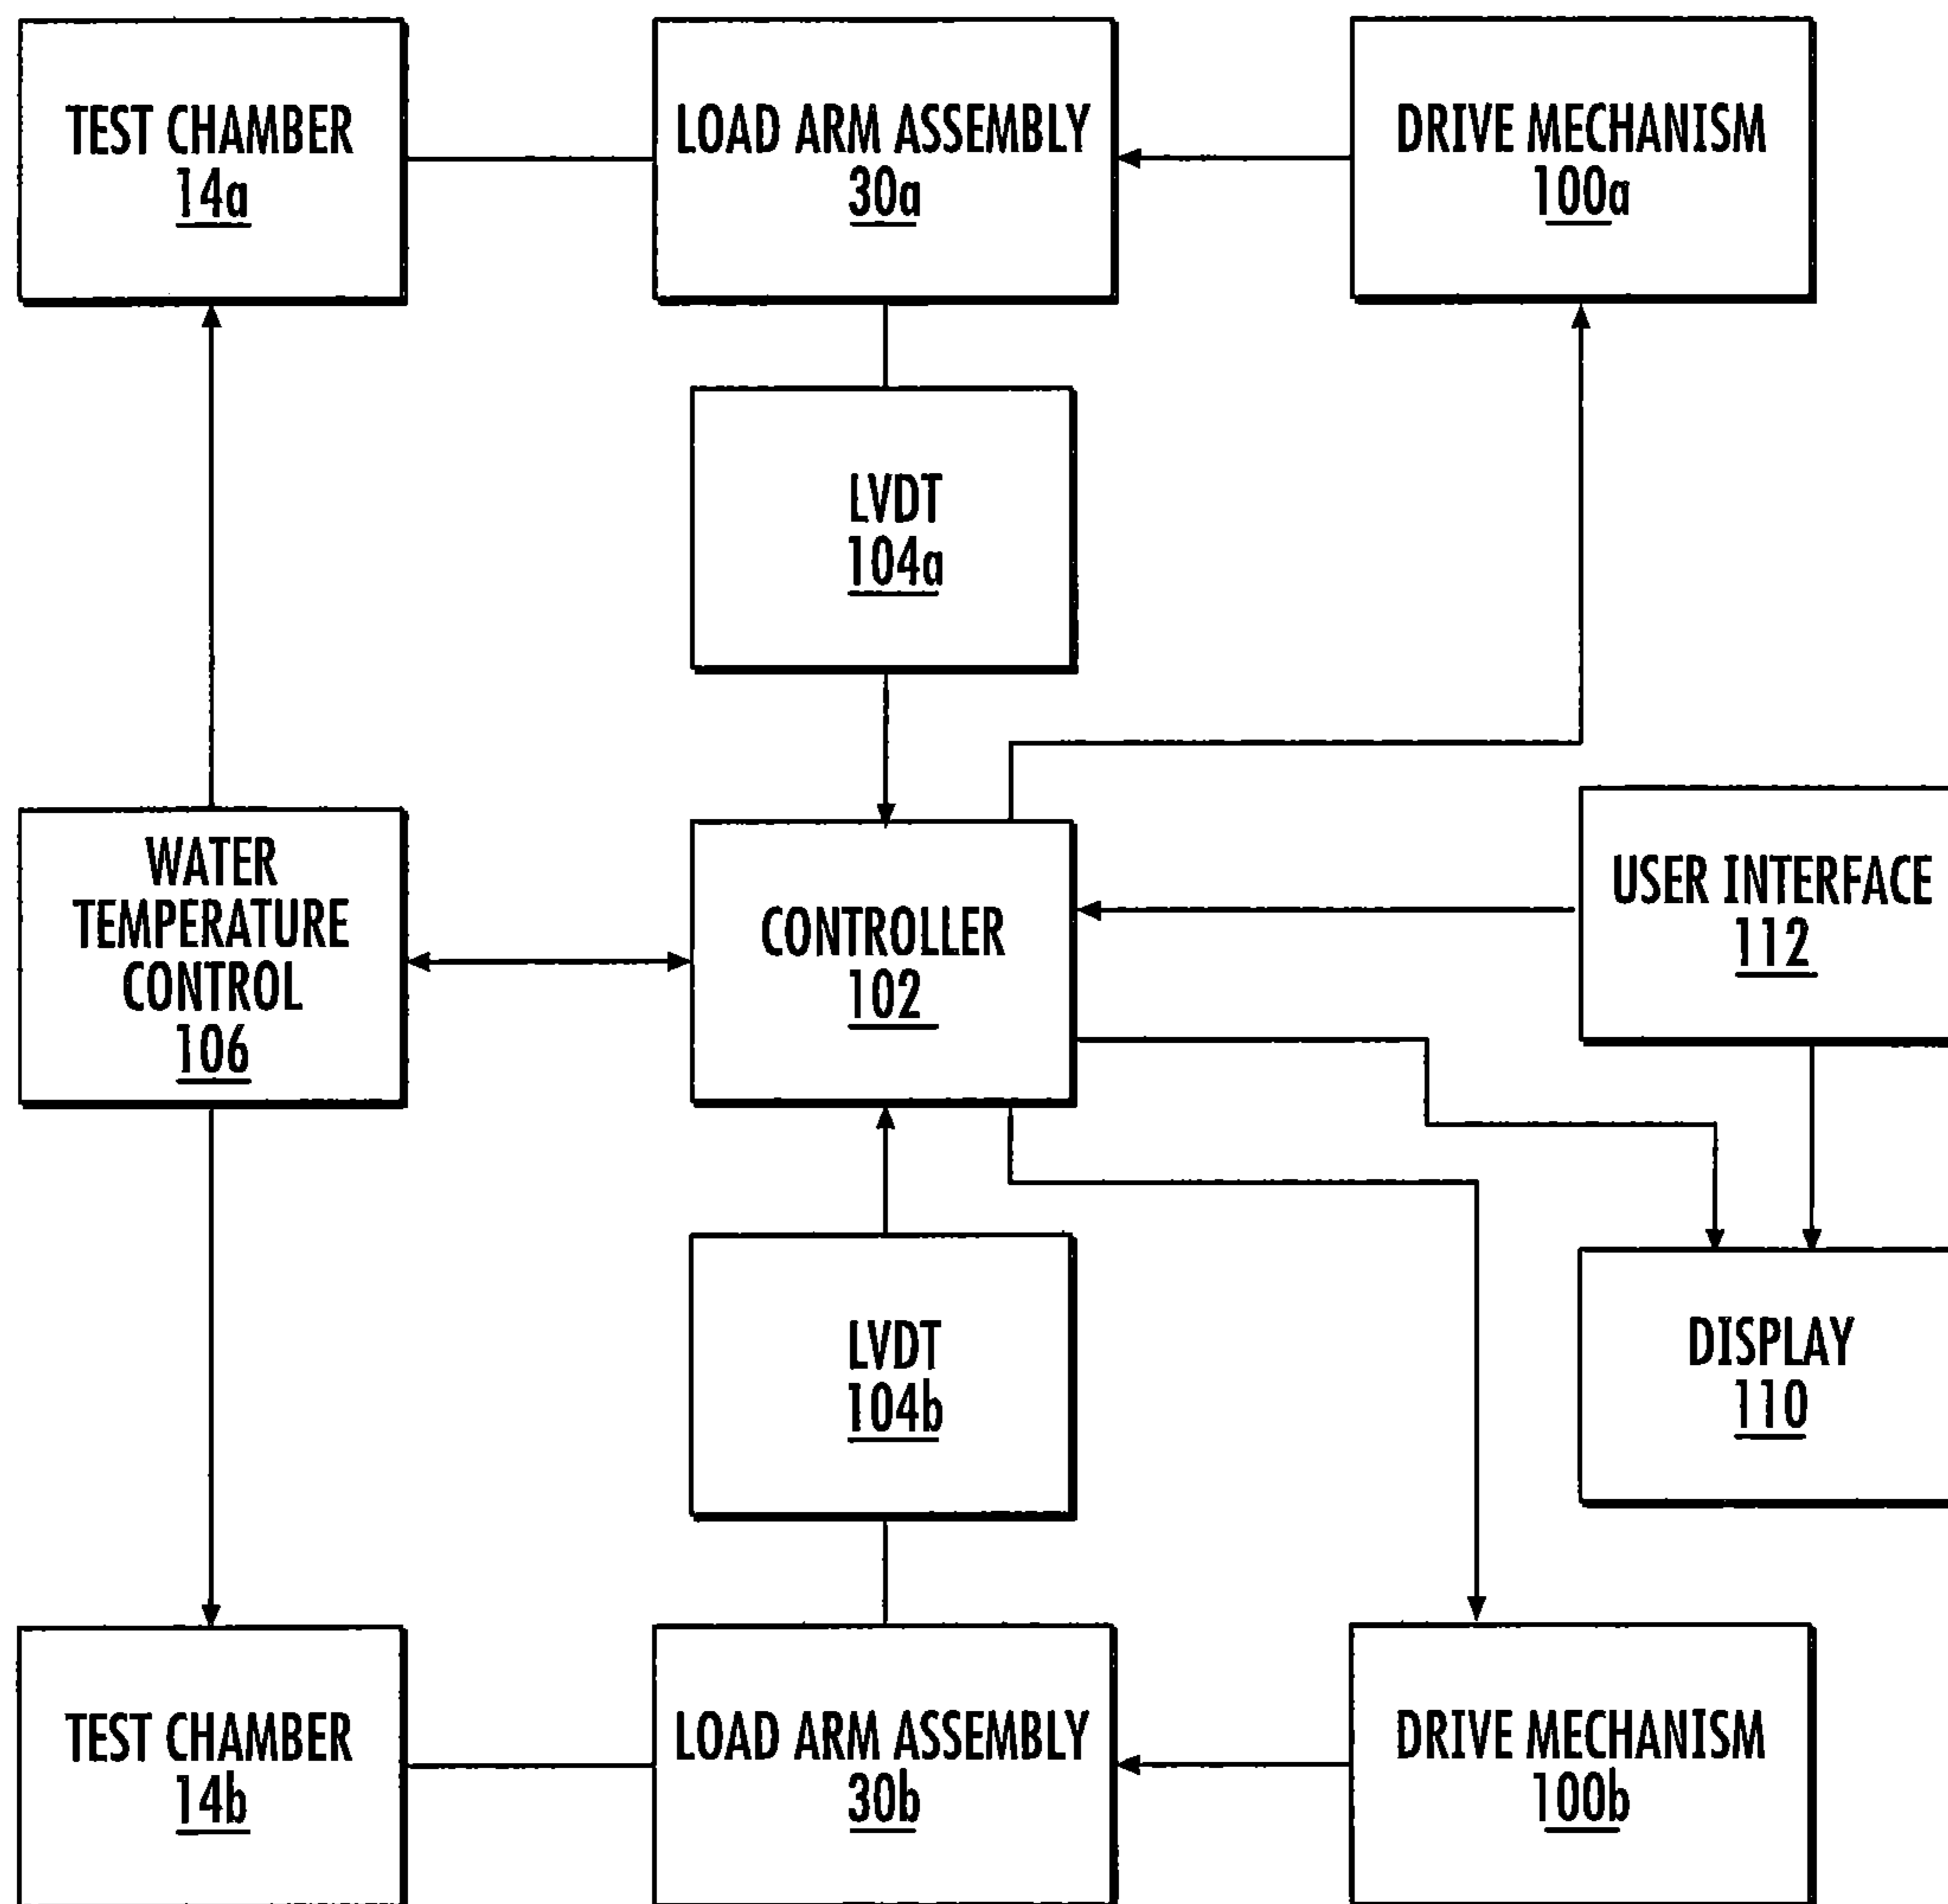 TEST CHAMBER
14a
LOAD ARM ASSEMBLY
30a
DRIVE MECHANISM
100a
LVDT
104a
WATER
TEMPERATURE
CONTROL
106
CONTROLLER
102
USER INTERFACE
112
LVDT
104b
DISPLAY
110
TEST CHAMBER
14b
LOAD ARM ASSEMBLY
30b
DRIVE MECHANISM
100b